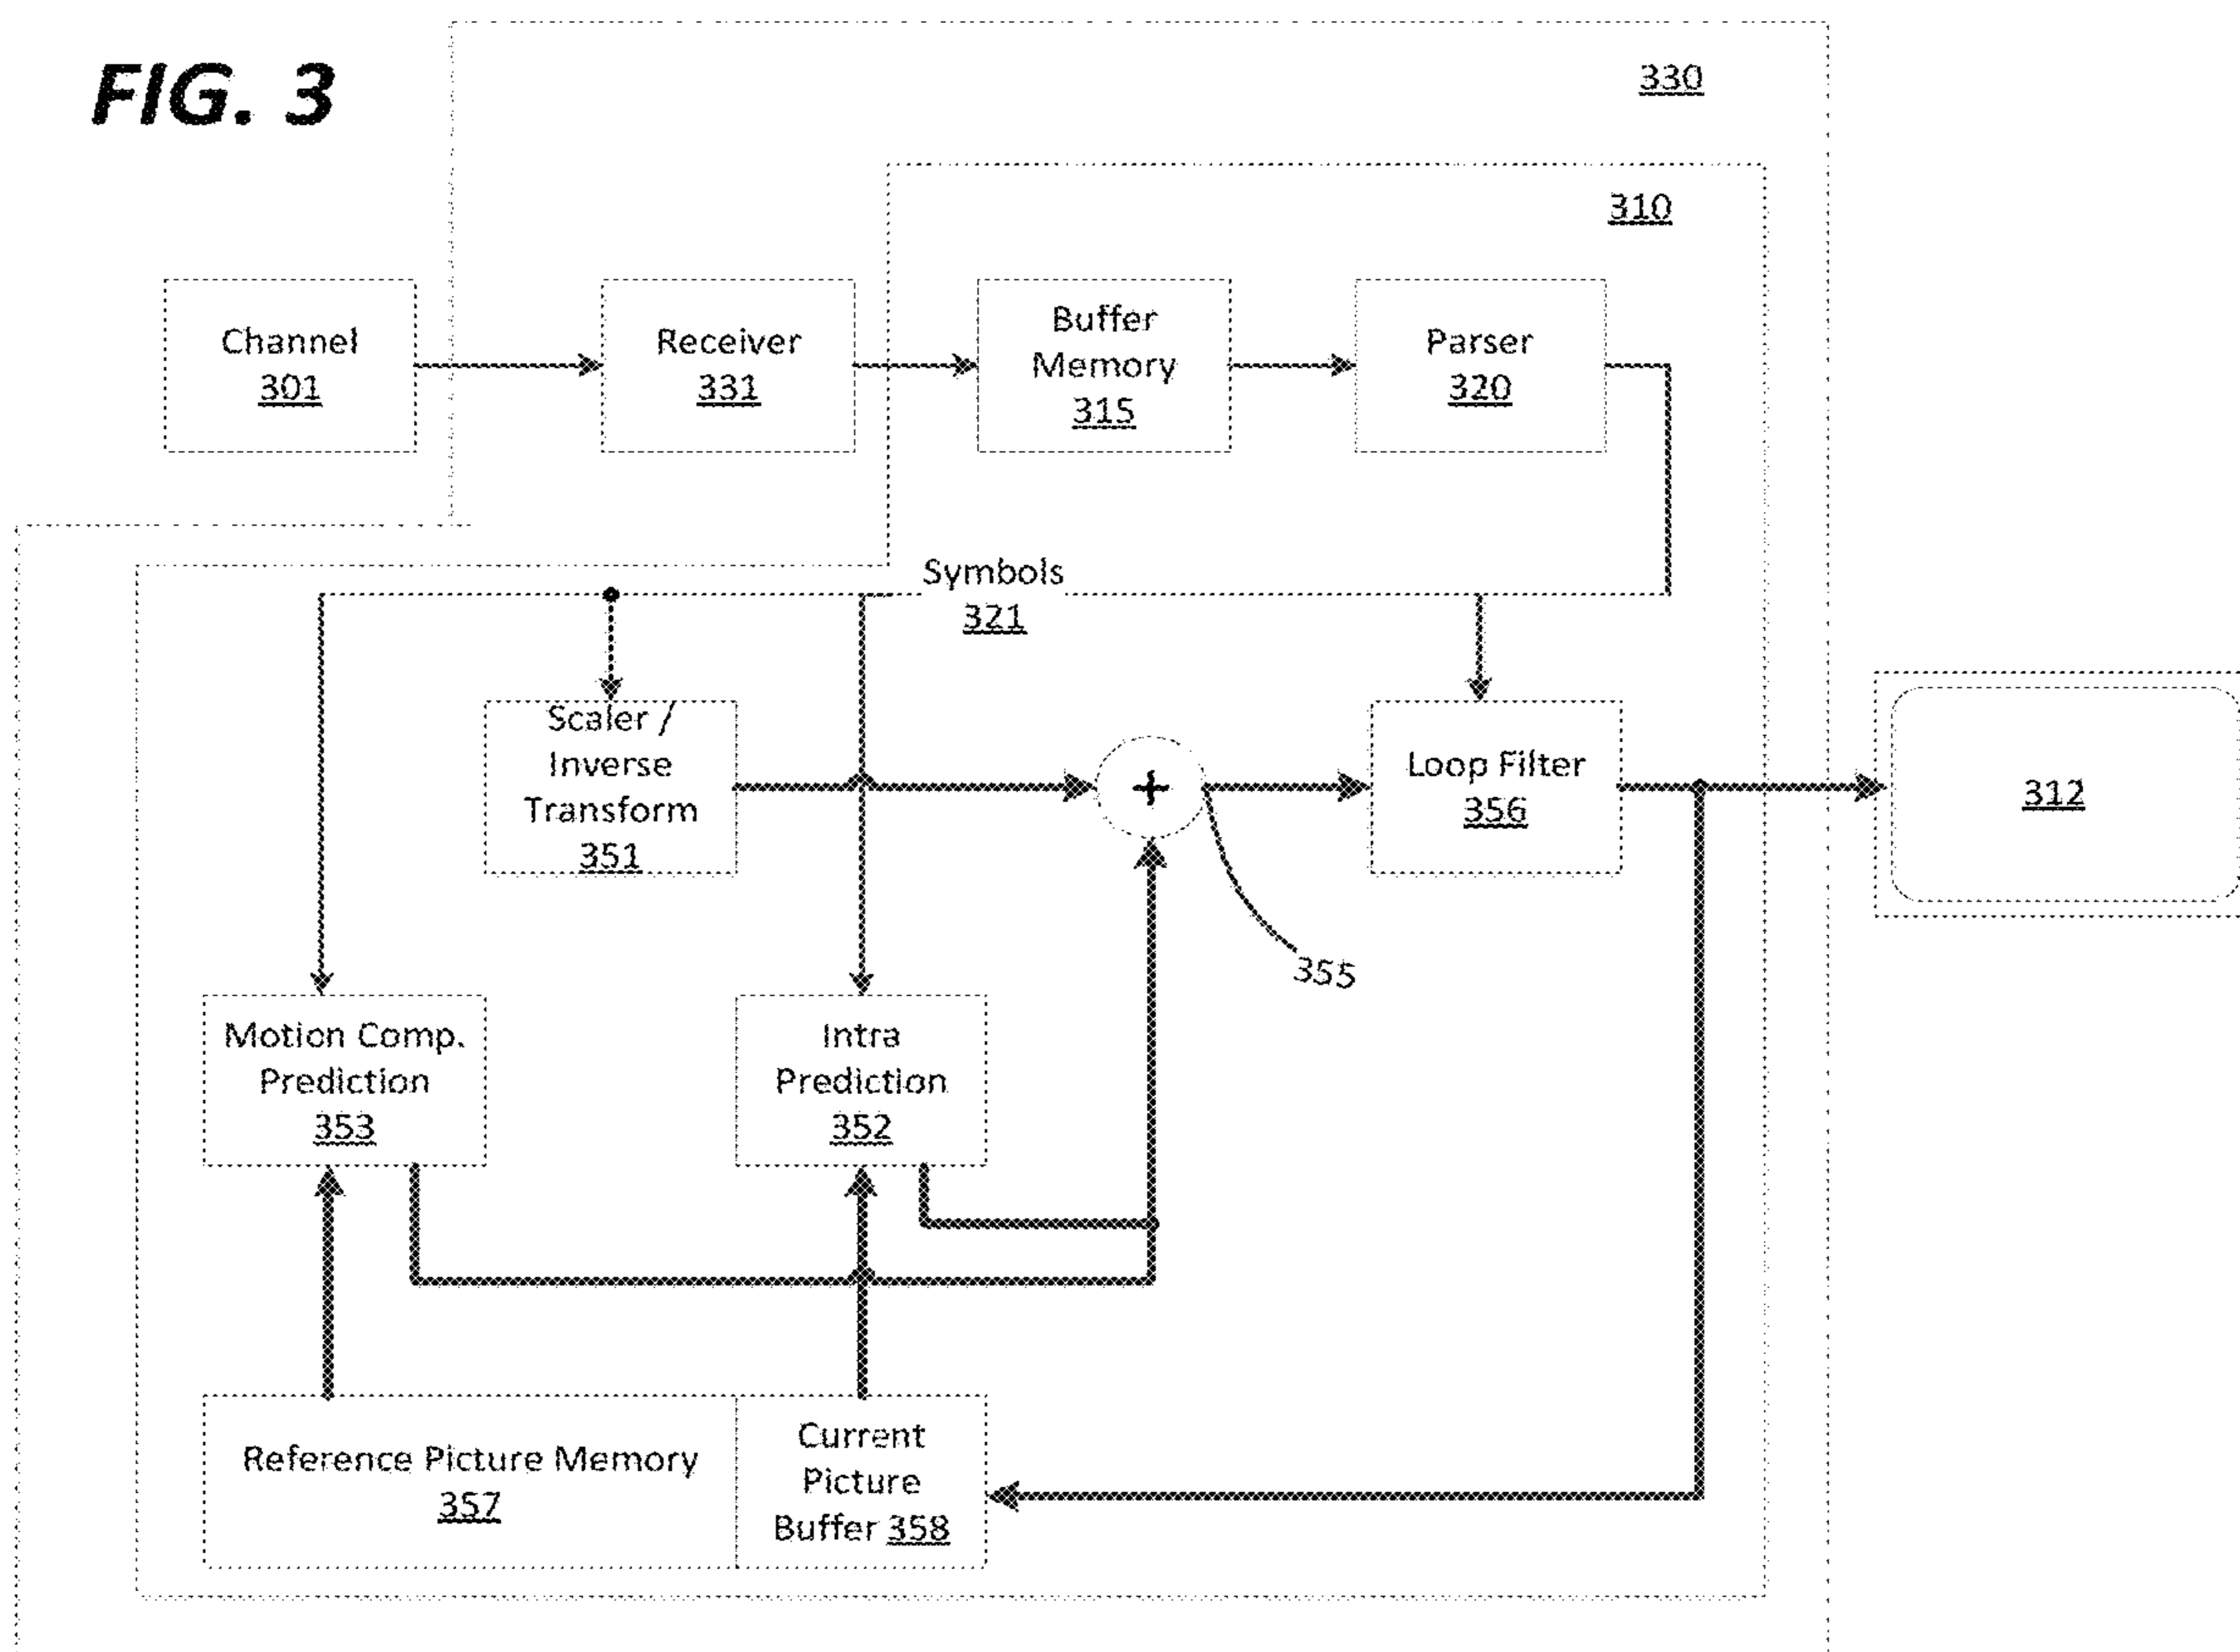 FIG. 3
330
310
Channel
301
Receiver
331
Buffer
Memory
315
Parser
320
Symbols
321
Scaler /
Inverse
Transform
351
+
Loop Filter
356
312
355
Motion Comp.
Prediction
353
Intra
Prediction
352
Reference Picture Memory
357
Current
Picture
Buffer 358